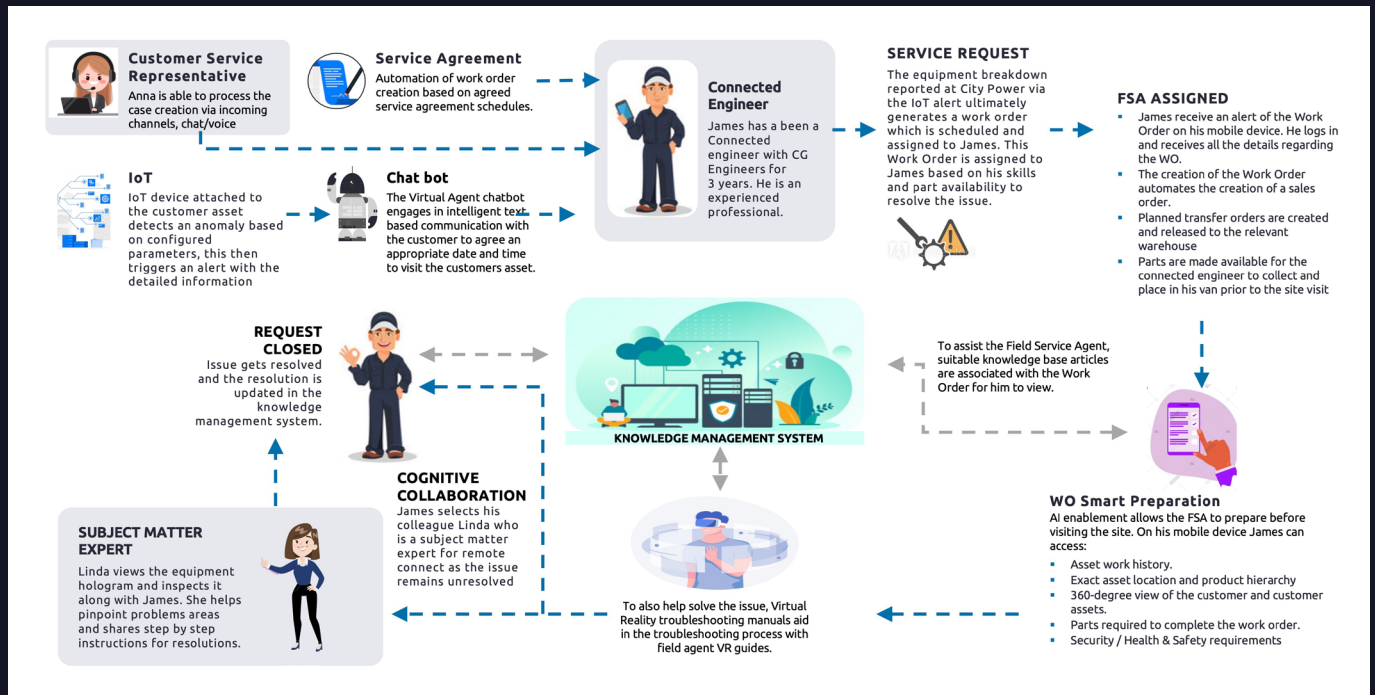 Customer Service
Representative
Anna is able to process the
case creation via incoming
channels, chat/voice
Service Agreement
Automation of work order
creation based on agreed
service agreement schedules.
Connected
Engineer
James has a been a
Connected
engineer with CG
Engineers for
3 years. He is an
experienced
professional.
SERVICE REQUEST
The equipment breakdown
reported at City Power via
the IoT alert ultimately
generates a work order
which is scheduled and
assigned to James. This
Work Order is assigned to
James based on his skills
and part availability to
resolve the issue.
FSA ASSIGNED
▪ James receive an alert of the Work
Order on his mobile device. He logs in
and receives all the details regarding
the WO.
▪ The creation of the Work Order
automates the creation of a sales
order.
▪ Planned transfer orders are created
and released to the relevant
warehouse
▪ Parts are made available for the
connected engineer to collect and
place in his van prior to the site visit
IoT
IoT device attached to
the customer asset
detects an anomaly based
on configured
parameters, this then
triggers an alert with the
detailed information
Chat bot
The Virtual Agent chatbot
engages in intelligent text
based communication with
the customer to agree an
appropriate date and time
to visit the customers asset.
REQUEST
CLOSED
Issue gets resolved
and the resolution is
updated in the
knowledge
management system.
KNOWLEDGE MANAGEMENT SYSTEM
To assist the Field Service Agent,
suitable knowledge base articles
are associated with the Work
Order for him to view.
COGNITIVE
COLLABORATION
James selects his
colleague Linda who
is a subject matter
expert for remote
connect as the issue
remains unresolved
SUBJECT MATTER
EXPERT
Linda views the equipment
hologram and inspects it
along with James. She helps
pinpoint problems areas
and shares step by step
instructions for resolutions.
To also help solve the issue, Virtual
Reality troubleshooting manuals aid
in the troubleshooting process with
field agent VR guides.
WO Smart Preparation
AI enablement allows the FSA to prepare before
visiting the site. On his mobile device James can
access:
▪ Asset work history.
▪ Exact asset location and product hierarchy
▪ 360-degree view of the customer and customer
assets.
▪ Parts required to complete the work order.
▪ Security / Health & Safety requirements